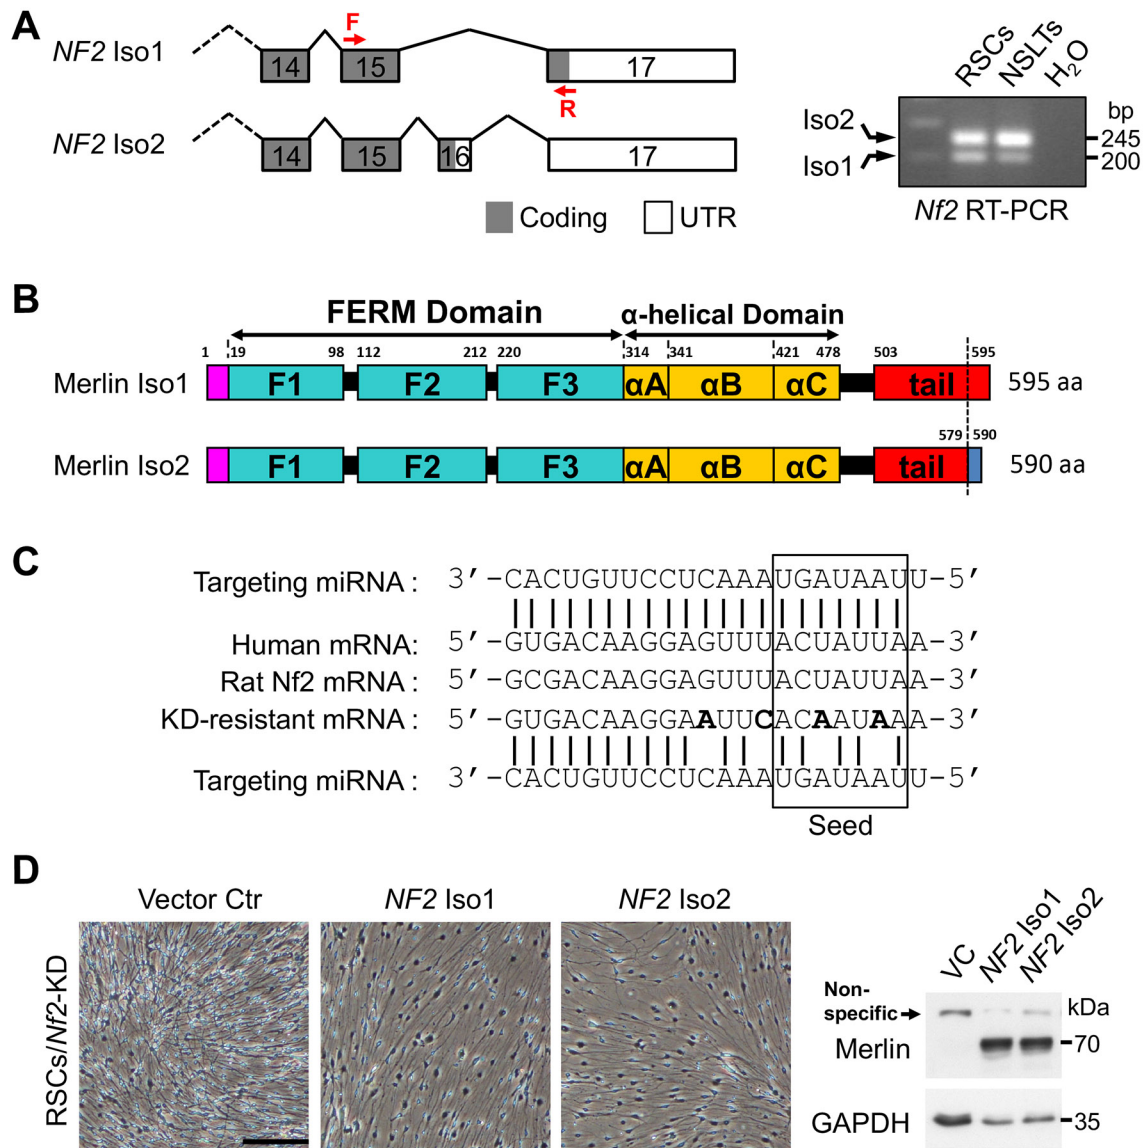 A
NF2 Iso1
F
14 15 17
R
NF2 Iso2
14 15 16 17
Coding UTR
RSCs NSLTs H₂O
bp
Iso2
245
Iso1
200
Nf2 RT-PCR
B
FERM Domain α-helical Domain
1 19 98 112 212 220 314 341 421 478 503 595
Merlin Iso1 F1 F2 F3 αA αB αC tail 595 aa
579 590
Merlin Iso2 F1 F2 F3 αA αB αC tail 590 aa
C
Targeting miRNA : 3′-CACUGUUCCUCAAAUGAUAAUU-5′
Human mRNA: 5′-GUGACAAGGAGUUUACUAUUAA-3′
Rat Nf2 mRNA : 5′-GCGACAAGGAGUUUACUAUUAA-3′
KD-resistant mRNA : 5′-GUGACAAGGAAUUCACAAUAAA-3′
Targeting miRNA : 3′-CACUGUUCCUCAAAUGAUAAUU-5′
Seed
D
Vector Ctr NF2 Iso1 NF2 Iso2
RSCs/Nf2-KD
VC NF2 Iso1 NF2 Iso2
Non-
specific
kDa
Merlin
70
GAPDH
35